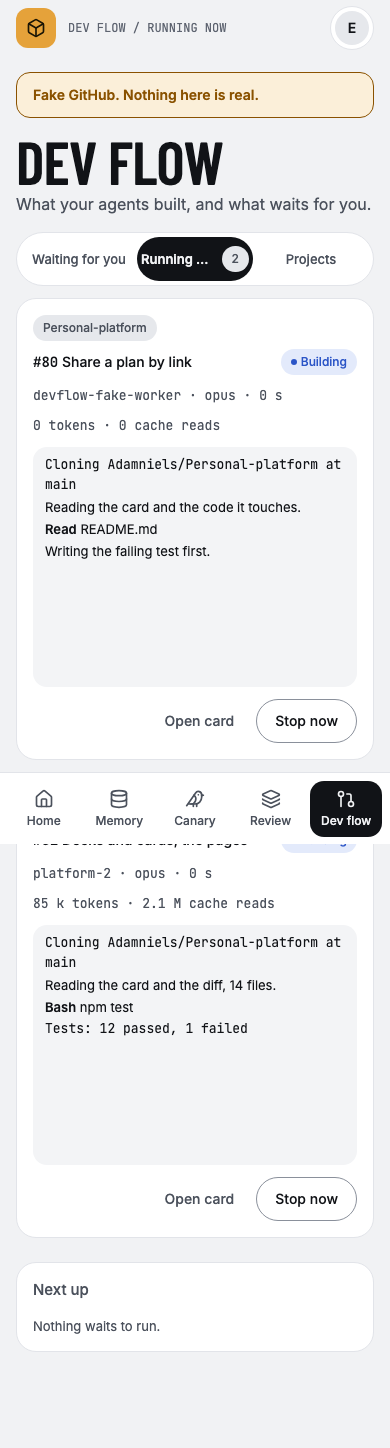 DEV FLOW / RUNNING NOW
E
Fake GitHub. Nothing here is real.
DEV FLOW
What your agents built, and what waits for you.
Waiting for you
Running ...
2
Projects
Personal-platform
#80 Share a plan by link
Building
devflow-fake-worker · opus · 0 s
0 tokens · 0 cache reads
Cloning Adamniels/Personal-platform at
main
Reading the card and the code it touches.
Read README.md
Writing the failing test first.
Open card
Stop now
Home
Memory
Canary
Review
Dev flow
platform-2 · opus · 0 s
85 k tokens · 2.1 M cache reads
Cloning Adamniels/Personal-platform at
main
Reading the card and the diff, 14 files.
Bash npm test
Tests: 12 passed, 1 failed
Open card
Stop now
Next up
Nothing waits to run.